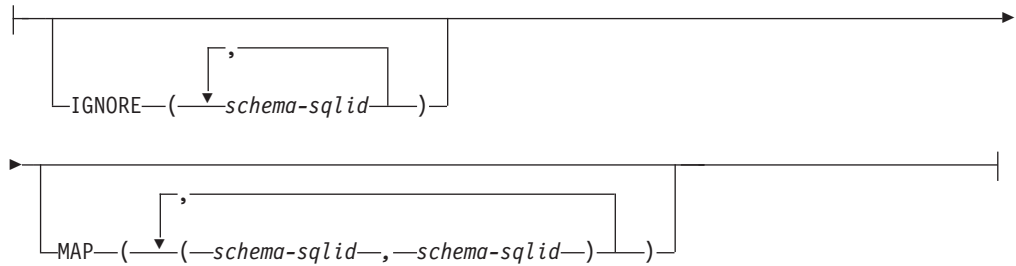 ,
IGNORE ( schema-sqlid )
,
MAP ( ( schema-sqlid , schema-sqlid ) )